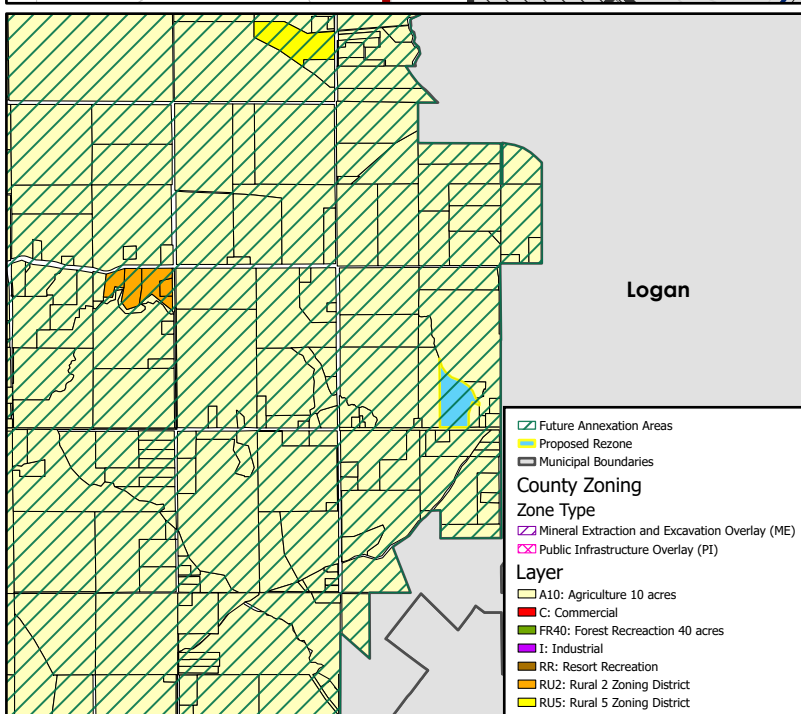 Logan
Future Annexation Areas
Proposed Rezone
Municipal Boundaries
County Zoning
Zone Type
Mineral Extraction and Excavation Overlay (ME)
Public Infrastructure Overlay (PI)
Layer
A10: Agriculture 10 acres
C: Commercial
FR40: Forest Recreaction 40 acres
I: Industrial
RR: Resort Recreation
RU2: Rural 2 Zoning District
RU5: Rural 5 Zoning District